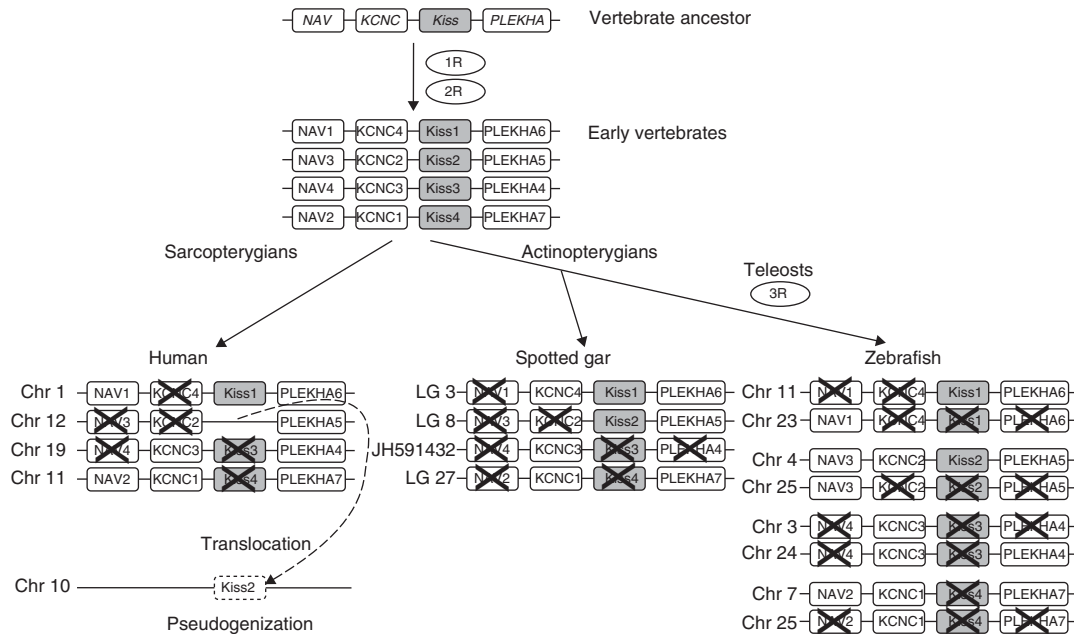 NAV KCNC Kiss PLEKHA Vertebrate ancestor
1R
2R
NAV1 KCNC4 Kiss1 PLEKHA6 Early vertebrates
NAV3 KCNC2 Kiss2 PLEKHA5
NAV4 KCNC3 Kiss3 PLEKHA4
NAV2 KCNC1 Kiss4 PLEKHA7
Sarcopterygians Actinopterygians
Teleosts
3R
Human
Chr 1 NAV1 KCNC4 Kiss1 PLEKHA6
Chr 12 NAV3 KCNC2 PLEKHA5
Chr 19 NAV4 KCNC3 Kiss3 PLEKHA4
Chr 11 NAV2 KCNC1 Kiss4 PLEKHA7
Translocation
Chr 10 Kiss2
Pseudogenization
Spotted gar
LG 3 NAV1 KCNC4 Kiss1 PLEKHA6
LG 8 NAV3 KCNC2 Kiss2 PLEKHA5
JH591432 NAV4 KCNC3 Kiss3 PLEKHA4
LG 27 NAV2 KCNC1 Kiss4 PLEKHA7
Zebrafish
Chr 11 NAV1 KCNC4 Kiss1 PLEKHA6
Chr 23 NAV1 KCNC4 Kiss1 PLEKHA6
Chr 4 NAV3 KCNC2 Kiss2 PLEKHA5
Chr 25 NAV3 KCNC2 Kiss2 PLEKHA5
Chr 3 NAV4 KCNC3 Kiss3 PLEKHA4
Chr 24 NAV4 KCNC3 Kiss3 PLEKHA4
Chr 7 NAV2 KCNC1 Kiss4 PLEKHA7
Chr 25 NAV2 KCNC1 Kiss4 PLEKHA7